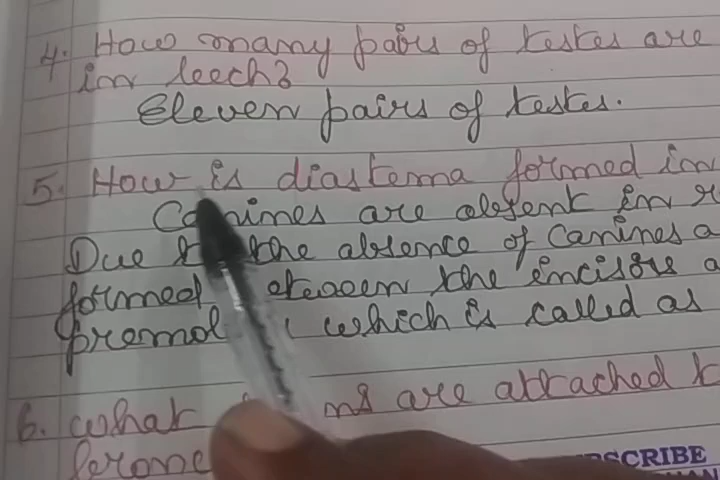 4. How many pairs of testes are
in leech?
Eleven pairs of testes.
5. How is diastema formed in
Canines are absent in
Due the absence of Canines a
formed the incisors a
which is called as
6. What are attached
SCRIBE